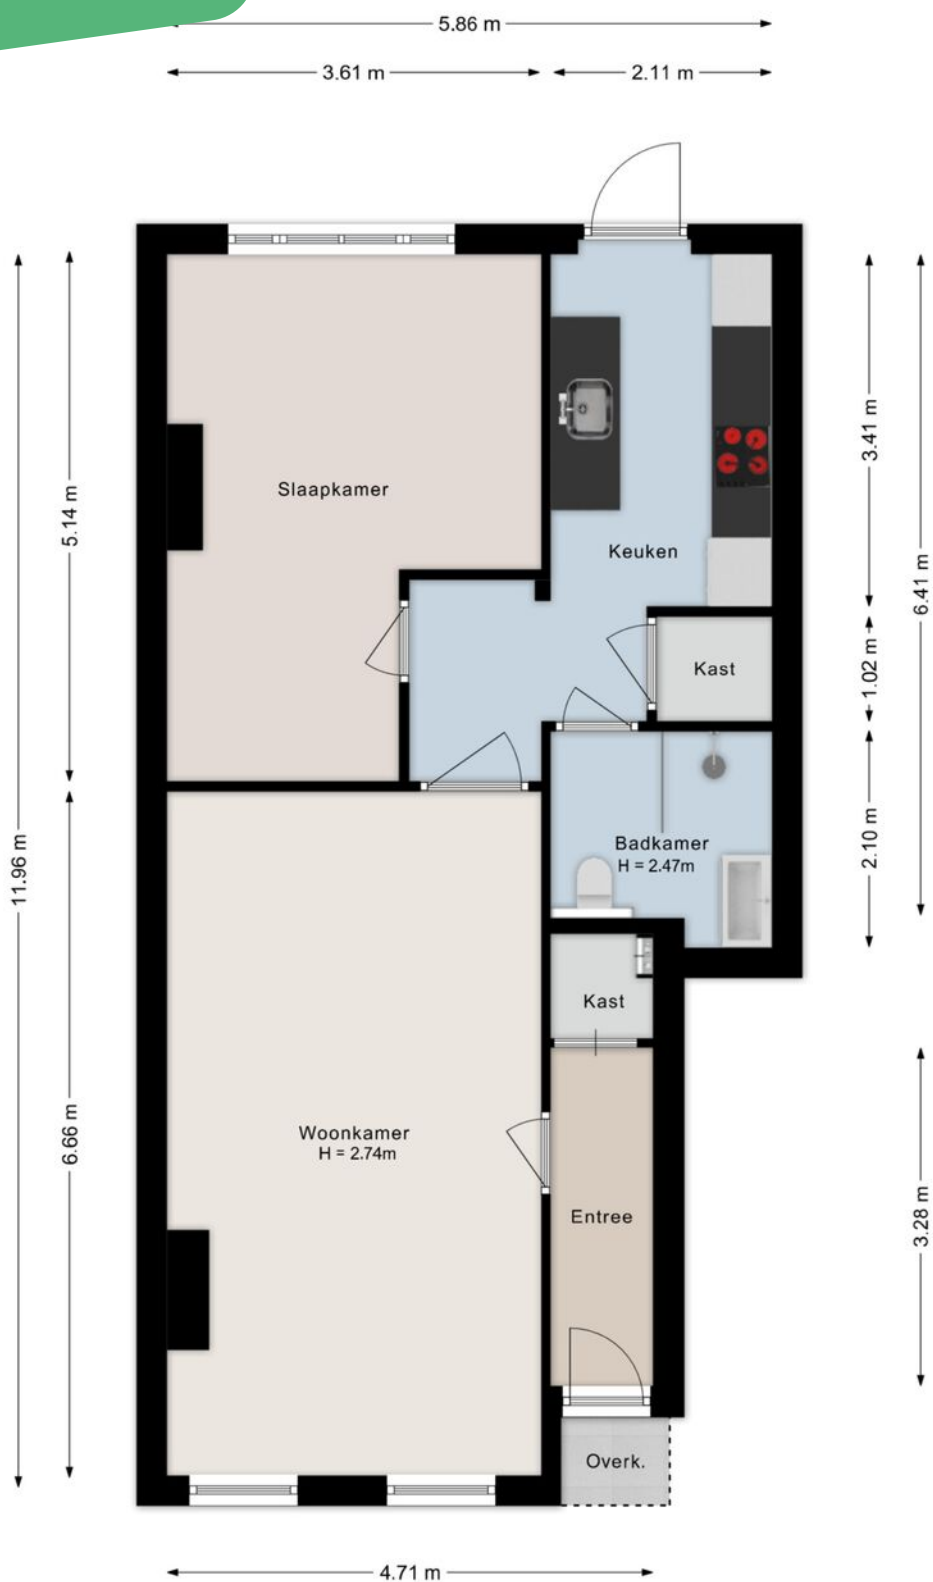 5.86 m
3.61 m
2.11 m
Slaapkamer
Keuken
Kast
Badkamer
H = 2.47m
Kast
Woonkamer
H = 2.74m
Entree
Overk.
11.96 m
5.14 m
6.66 m
3.41 m
1.02 m
2.10 m
6.41 m
3.28 m
4.71 m